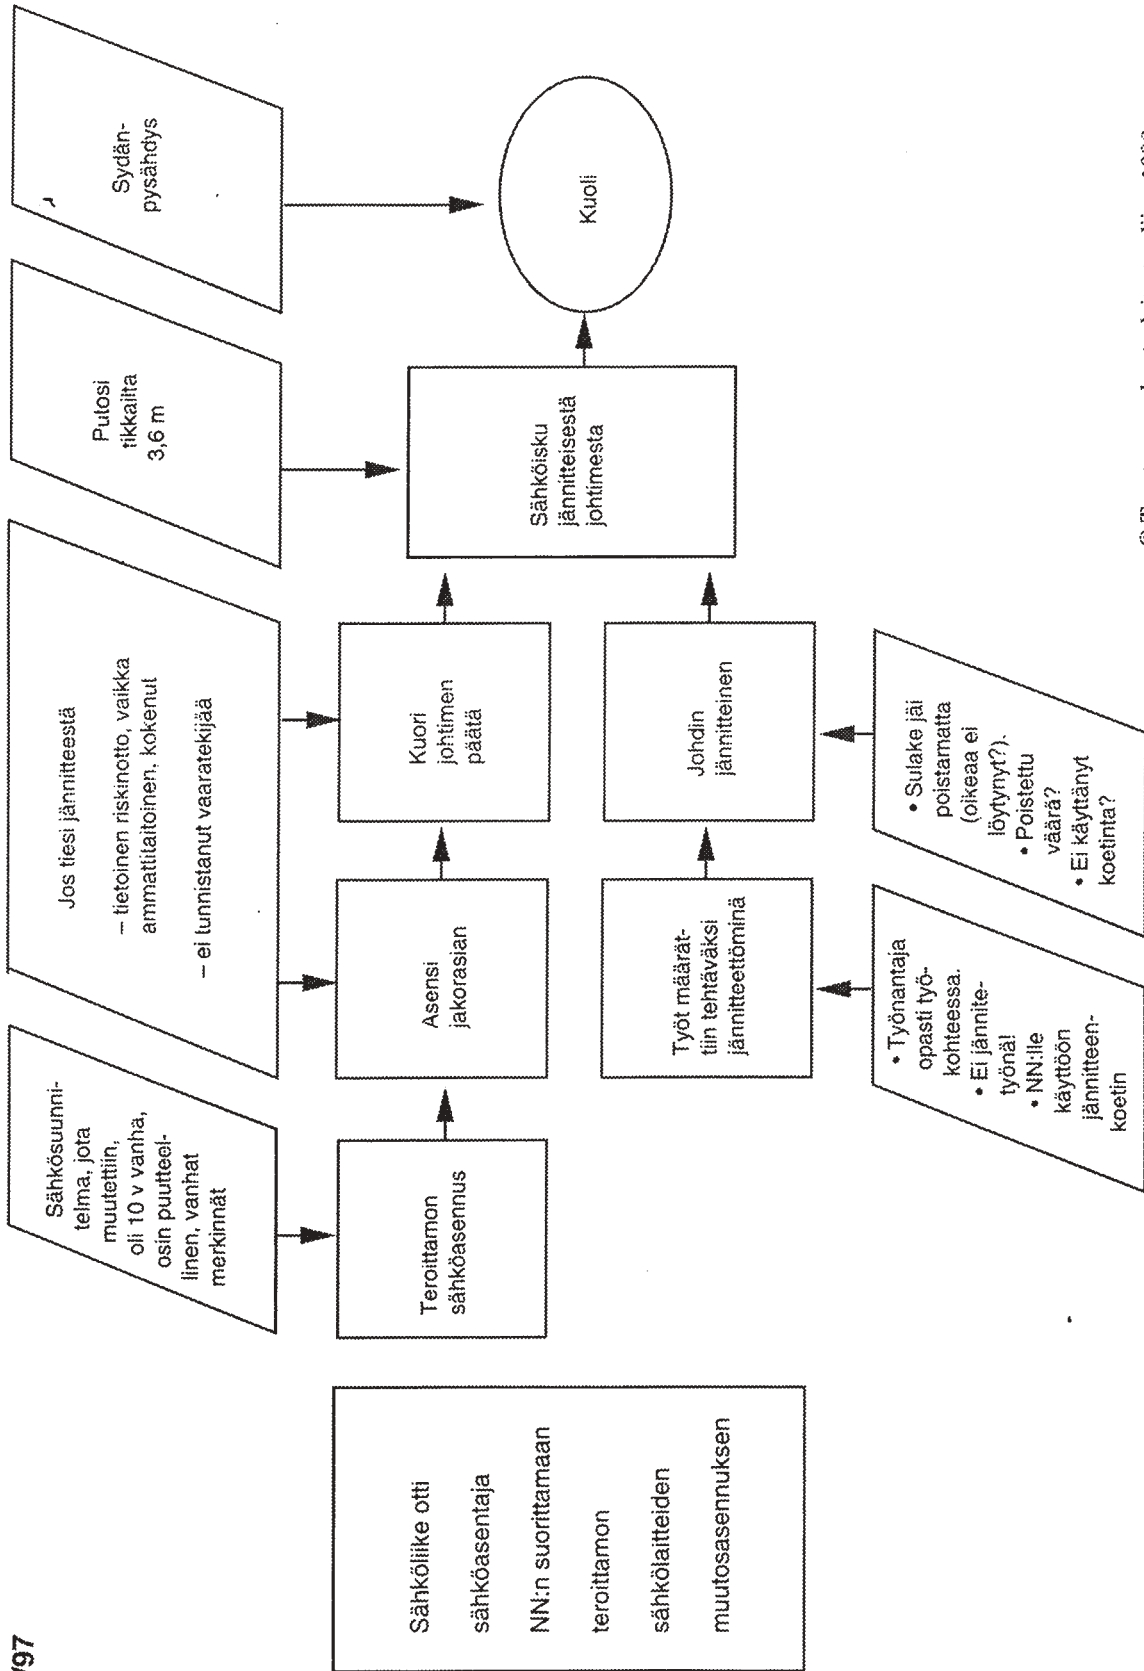 /97
Sähköliike otti
sähköasentaja
NN:n suorittamaan
teroittamon
sähkölaitteiden
muutosasennuksen
Sähkösuunni-
telma, jota
muutettiin,
oli 10 v vanha,
osin puutteel-
linen, vanhat
merkinnät
Teroittamon
sähköasennus
Jos tiesi jännitteestä
– tietoinen riskinotto, vaikka
ammattitaitoinen, kokenut
– ei tunnistanut vaaratekijää
Asensi
jakorasian
Kuori
johtimen
päätä
Työt määrät-
tiin tehtäväksi
jännitteettöminä
• Työnantaja
opasti työ-
kohteessa.
• Ei jännite-
työnä!
• NN:lle
käyttöön
jännitteen-
koetin
Johdin
jännitteinen
• Sulake jäi
poistamatta
(oikeaa ei
löytynyt?).
• Poistettu
väärä?
• Ei käyttänyt
koetinta?
Putosi
tikkailta
3,6 m
Sähköisku
jännitteisestä
johtimesta
Sydän-
pysähdys
Kuoli